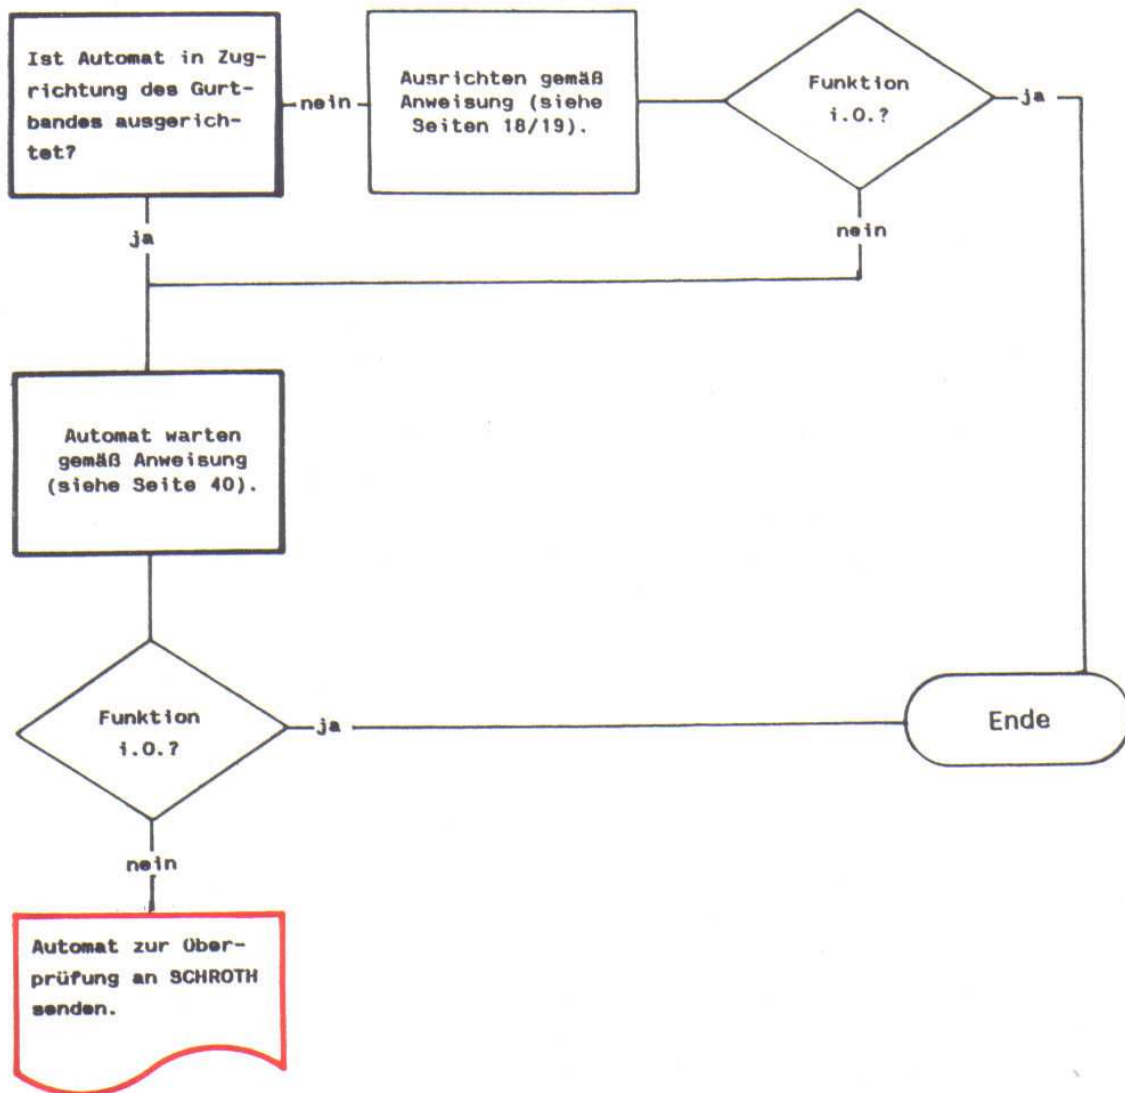 Ist Automat in Zug-
richtung des Gurt-
bandes ausgerich-
tet?
nein
Ausrichten gemäß
Anweisung (siehe
Seiten 18/19).
Funktion
i.O.?
ja
ja
nein
Automat warten
gemäß Anweisung
(siehe Seite 40).
Funktion
i.O.?
ja
Ende
nein
Automat zur Über-
prüfung an SCHROTH
senden.